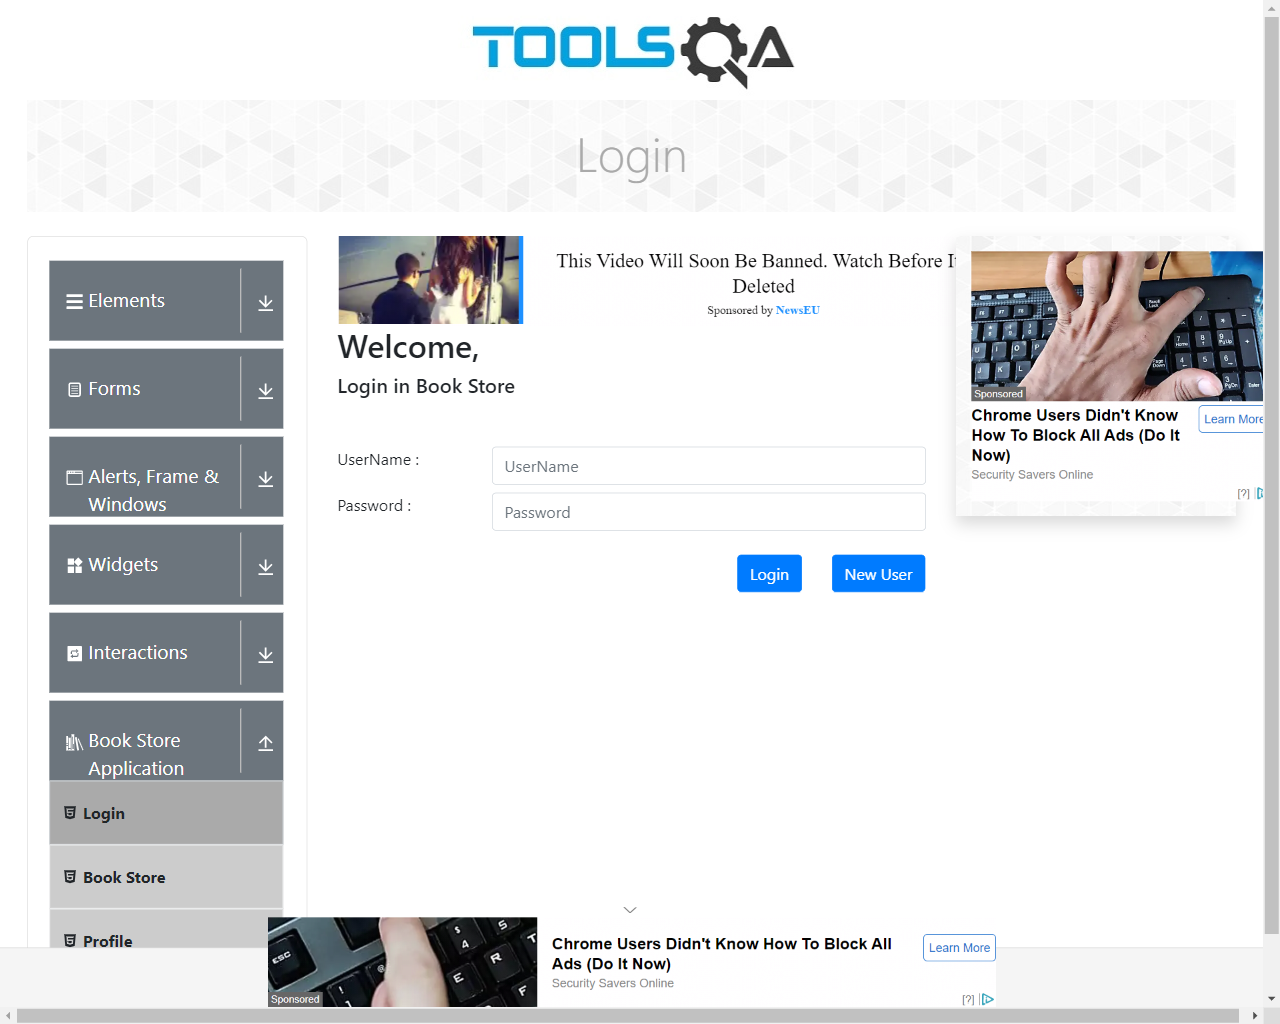 TOOLSQA
Login
Elements
Forms
Alerts, Frame &
Windows
Widgets
Interactions
Book Store
Application
Login
Book Store
Profile
This Video Will Soon Be Banned. Watch Before I
Deleted
Sponsored by NewsEU
Welcome,
Login in Book Store
UserName :
UserName
Password :
Password
Login
New User
Sponsored
Chrome Users Didn't Know
How To Block All Ads (Do It
Now)
Learn More
Security Savers Online
[?]
Sponsored
Chrome Users Didn't Know How To Block All
Ads (Do It Now)
Security Savers Online
Learn More
[?]